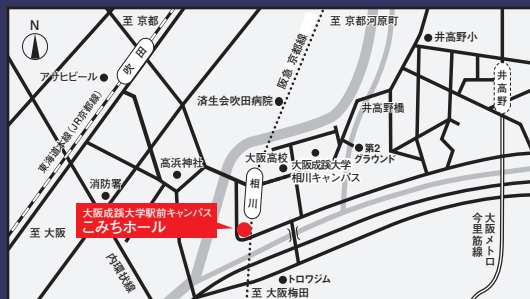 N
至 京都
至 京都河原町
井高野小
アサヒビール
吹田
阪急 京都線
井高野
済生会吹田病院
東海道本線(JR京都線)
井高野橋
高浜神社
大阪高校
大阪成蹊大学
相川キャンパス
第2
グラウンド
消防署
相川
大阪成蹊大学駅前キャンパス
こみちホール
至 大阪
大阪メトロ
今里筋線
内環状線
トロワジム
至 大阪梅田